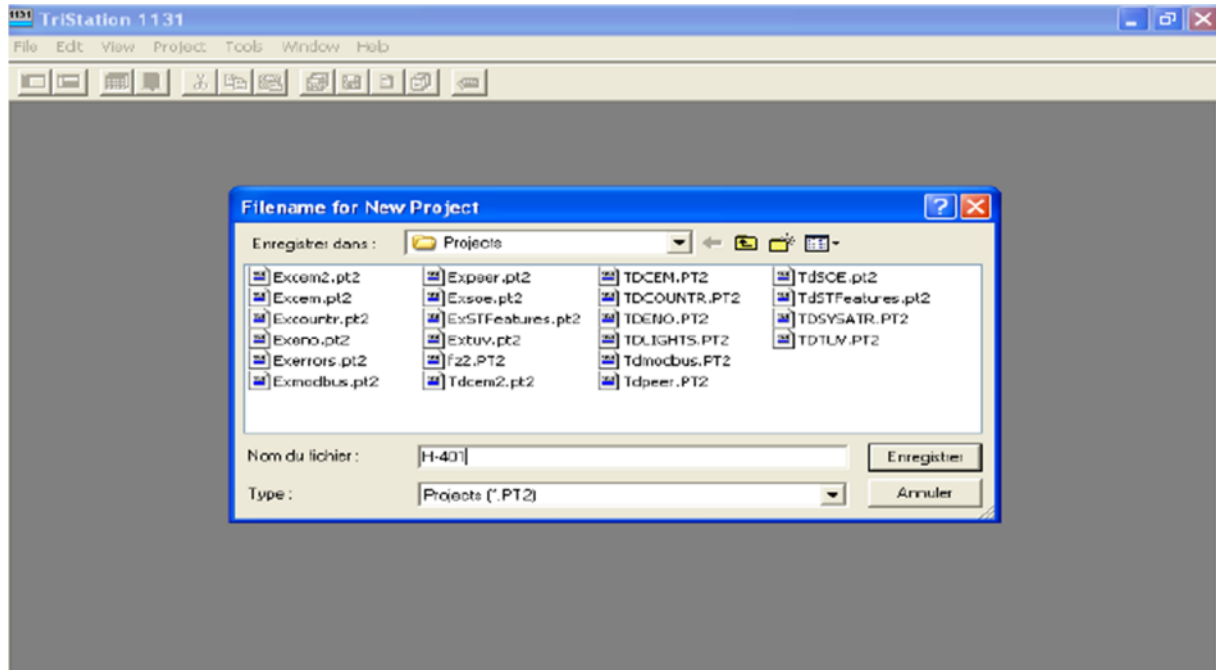 TriStation 1131
File Edit View Project Tools Window Help
Filename for New Project
Enregistrer dans :
Projects
Excem2.pt2
Excem.pt2
Excountr.pt2
Exeno.pt2
Exerrors.pt2
Exmodbus.pt2
Expeer.pt2
Exsoe.pt2
ExSTFeatures.pt2
Extuv.pt2
fz2.PT2
Tdcem2.pt2
TDCEM.PT2
TDCOUNTR.PT2
TDENO.PT2
TDLIGHTS.PT2
Tdmodbus.PT2
Tdpeer.PT2
TdSOE.pt2
TdSTFeatures.pt2
TDSYSATR.PT2
TDTUV.PT2
Nom du fichier :
H-401
Enregistrer
Type :
Projects (*.PT2)
Annuler